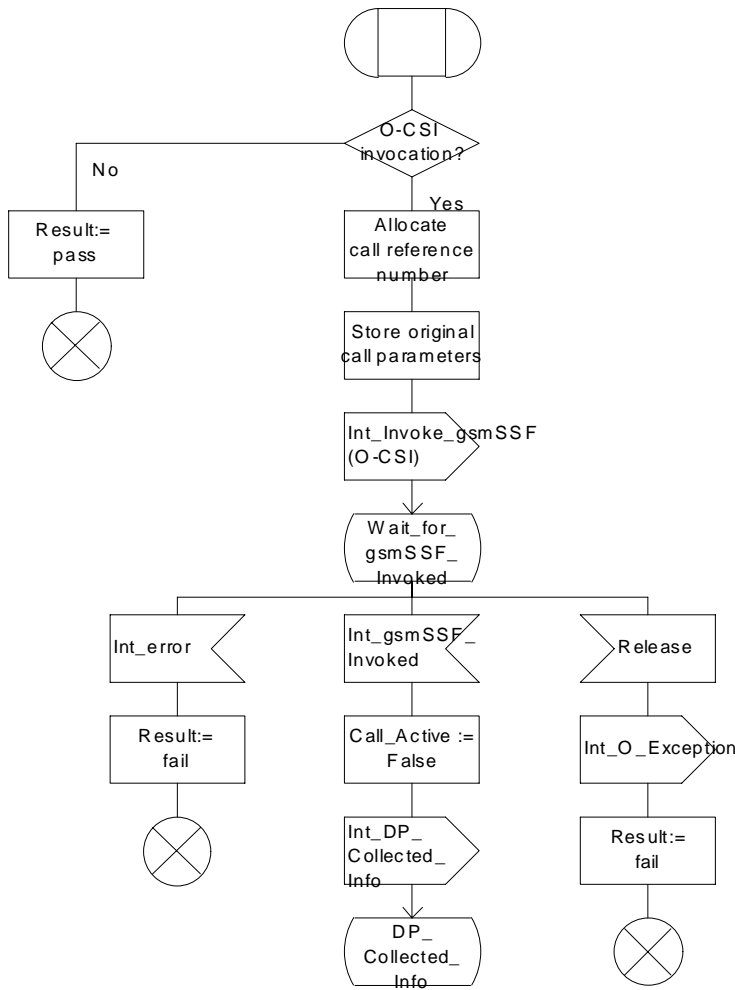 O-CSI
invocation?
No
Yes
Result:=
pass
Allocate
call reference
number
Store original
call parameters
Int_Invoke_gsmSSF
(O-CSI)
Wait_for_
gsmSSF_
Invoked
Int_error
Int_gsmSSF_
Invoked
Release
Result:=
fail
Call_Active :=
False
Int_O_Exception
Int_DP_
Collected_
Info
Result:=
fail
DP_
Collected_
Info